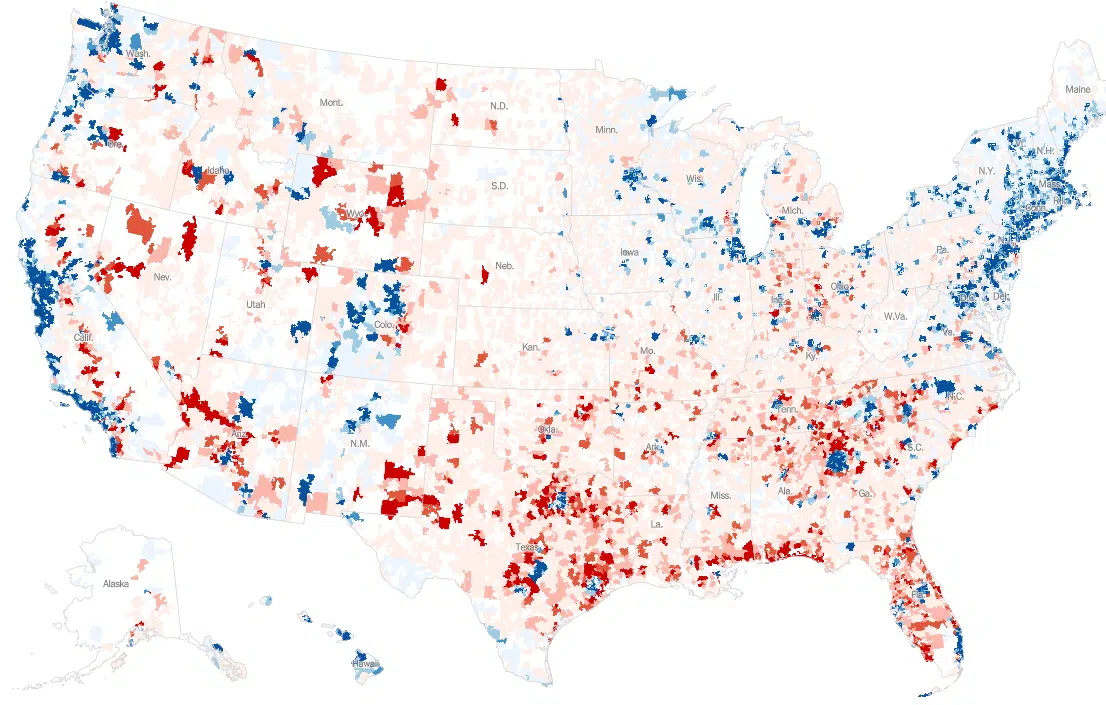 Wash.
Mont.
N.D.
Minn.
Maine
Ore.
Idaho
S.D.
Wis.
Mich.
N.Y.
Vt.
N.H.
Mass.
R.I.
Conn.
Wyo.
Nev.
Utah
Colo.
Neb.
Iowa
Ill.
Ind.
Ohio
Pa.
N.J.
Del.
W.Va.
Va.
Calif.
Kan.
Mo.
Ky.
N.C.
Tenn.
Ariz.
N.M.
Okla.
Ark.
S.C.
Miss.
Ala.
Ga.
La.
Texas
Fla.
Alaska
Hawaii